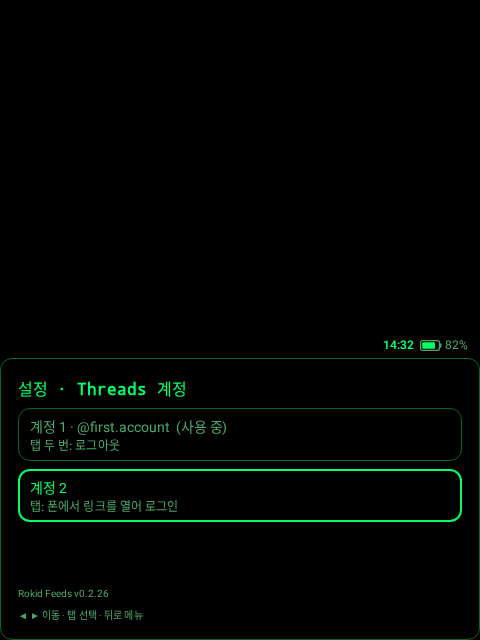 14:32 82%
설정 · Threads 계정
계정 1 · @first.account (사용 중)
탭 두 번: 로그아웃
계정 2
탭: 폰에서 링크를 열어 로그인
Rokid Feeds v0.2.26
◄ ► 이동 · 탭 선택 · 뒤로 메뉴